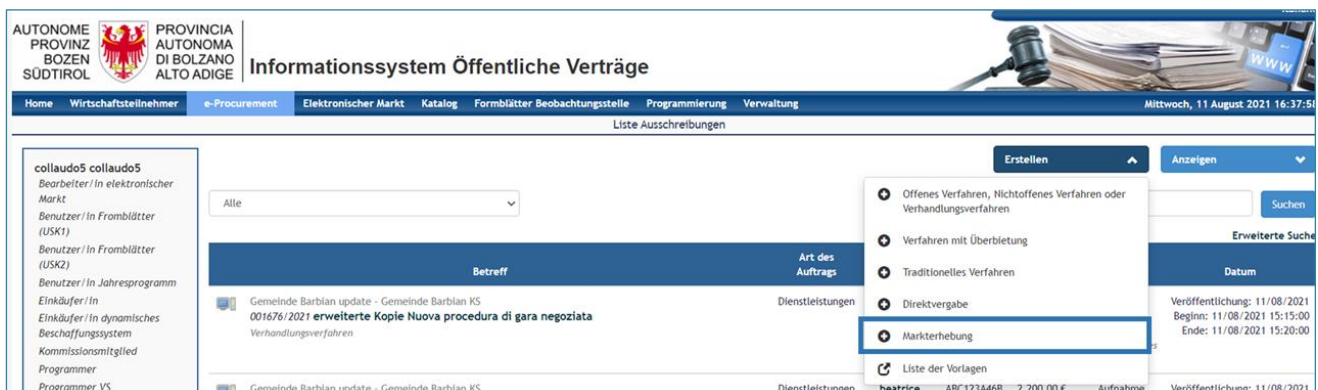 AUTONOME
PROVINZ
BOZEN
SÜDTIROL
PROVINCIA
AUTONOMA
DI BOLZANO
ALTO ADIGE
Informationssystem Öffentliche Verträge
WWW
Home Wirtschaftsteilnehmer e-Procurement Elektronischer Markt Katalog Formblätter Beobachtungsstelle Programmierung Verwaltung Mittwoch, 11 August 2021 16:37:58
Liste Ausschreibungen
collaudo5 collaudo5
Bearbeiter/in elektronischer
Markt
Benutzer/in Fromblätter
(USK1)
Benutzer/in Fromblätter
(USK2)
Benutzer/in Jahresprogramm
Einkäufer/in
Einkäufer/in dynamisches
Beschaffungssystem
Kommissionsmitglied
Programmer
Programmer VS
Erstellen Anzeigen
Alle Suchen
Erweiterte Suche
Offenes Verfahren, Nichtoffenes Verfahren oder
Verhandlungsverfahren
Verfahren mit Überbietung
Traditionelles Verfahren
Direktvergabe
Markterhebung
Liste der Vorlagen
Betreff Art des
Auftrags Datum
Gemeinde Barbian update - Gemeinde Barbian KS
001676/2021 erweiterte Kopie Nuova procedura di gara negoziata
Verhandlungsverfahren
Dienstleistungen
Veröffentlichung: 11/08/2021
Beginn: 11/08/2021 15:15:00
Ende: 11/08/2021 15:20:00
Gemeinde Barbian update - Gemeinde Barbian KS Dienstleistungen beatrice ABC123A46B 2.200,00 € Aufnahme Veröffentlichung: 11/08/2021